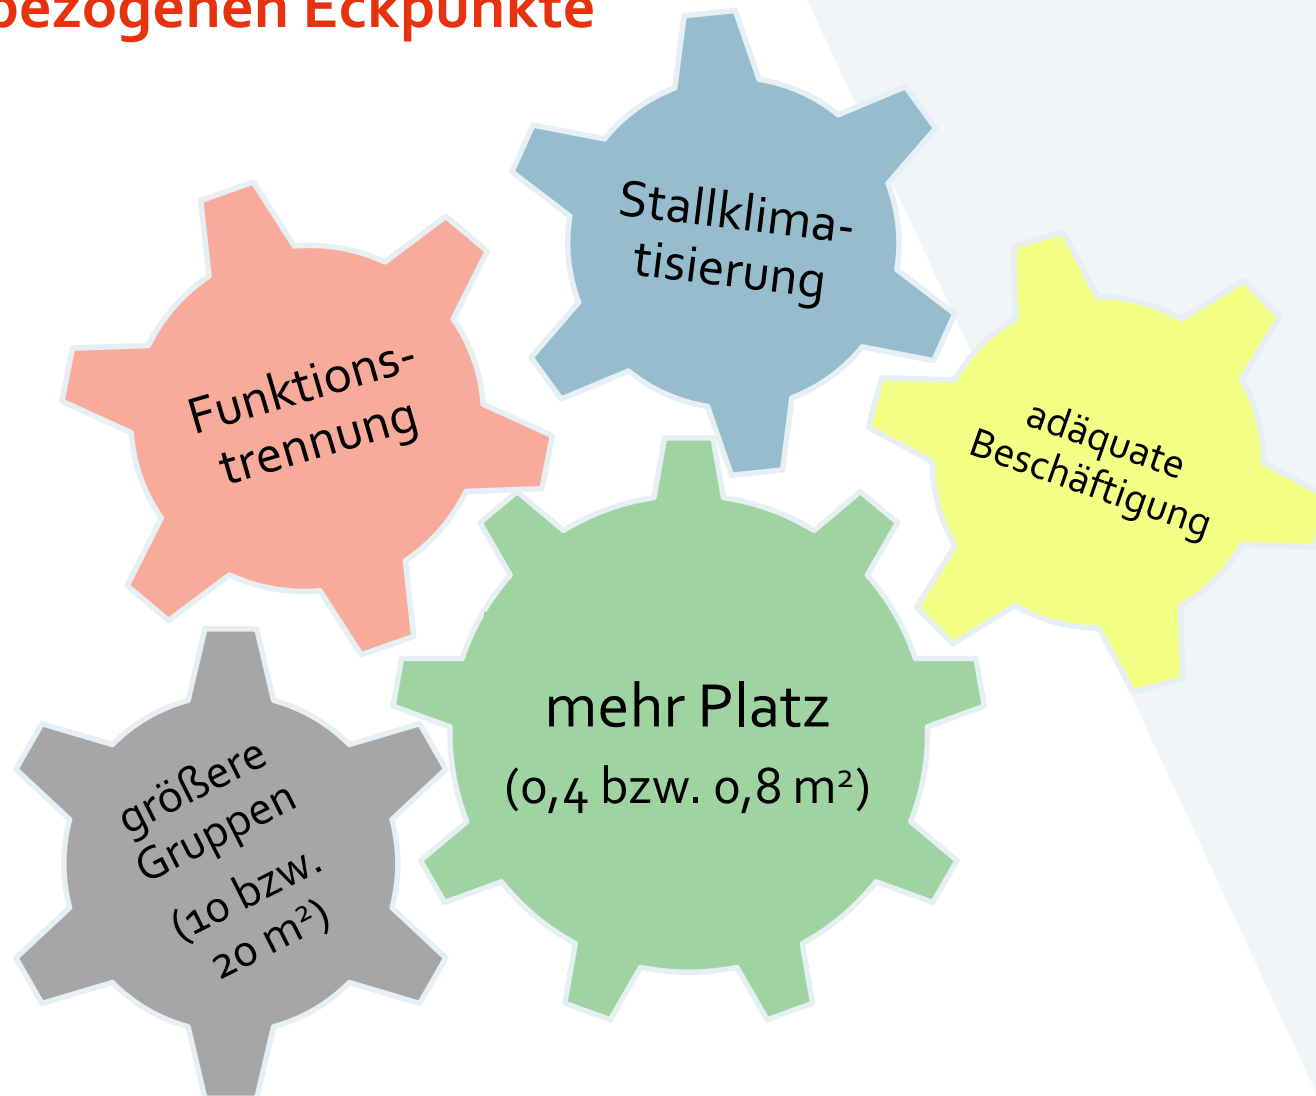 bezogenen Eckpunkte
Stallklima-
tisierung
Funktions-
trennung
adäquate
Beschäftigung
mehr Platz
(0,4 bzw. 0,8 m²)
größere
Gruppen
(10 bzw.
20 m²)